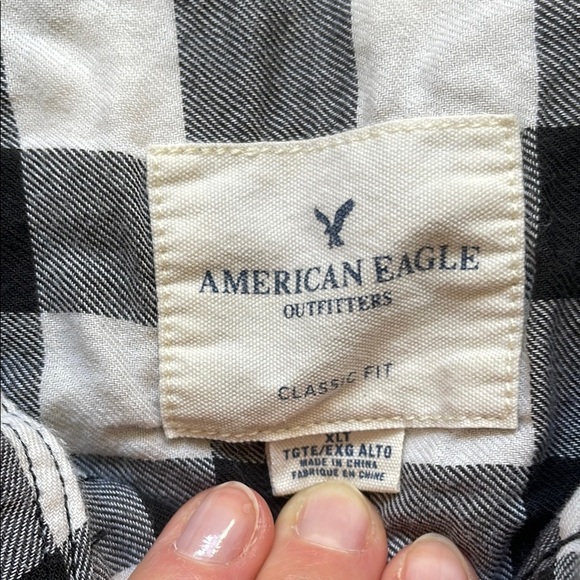 AMERICAN EAGLE
OUTFITTERS
CLASSIC FIT
XLT
TGTE/EXG ALTO
MADE IN CHINA
FABRIQUÉ EN CHINE